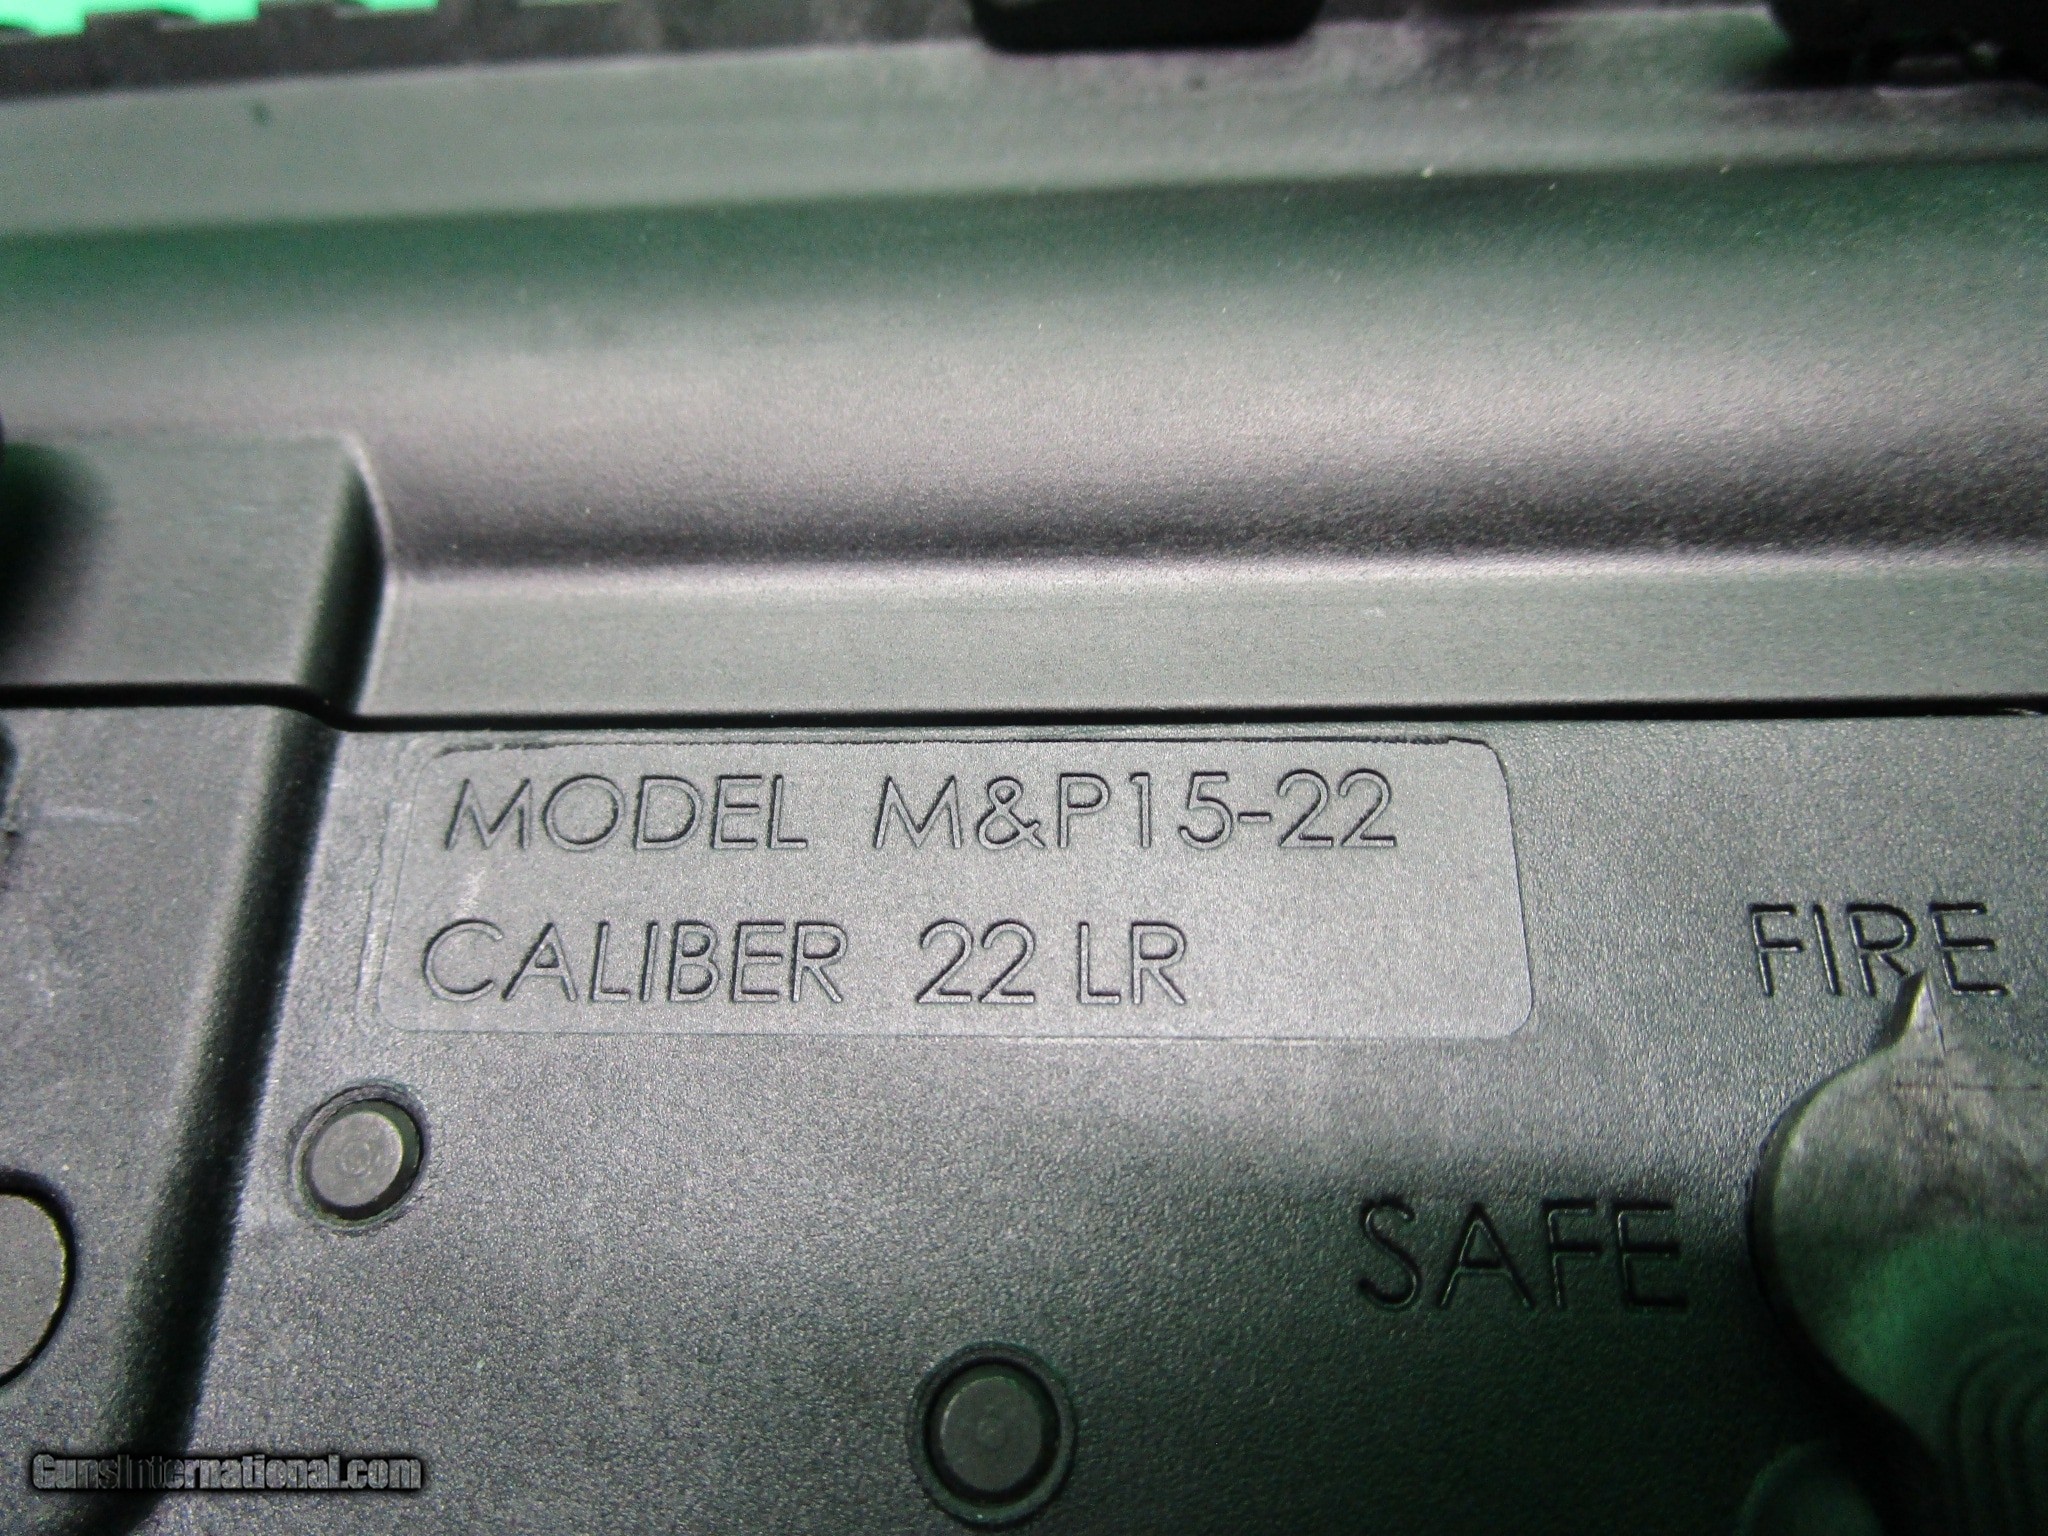 MODEL M&P15-22
CALIBER 22 LR
FIRE
SAFE
GunsInternational.com